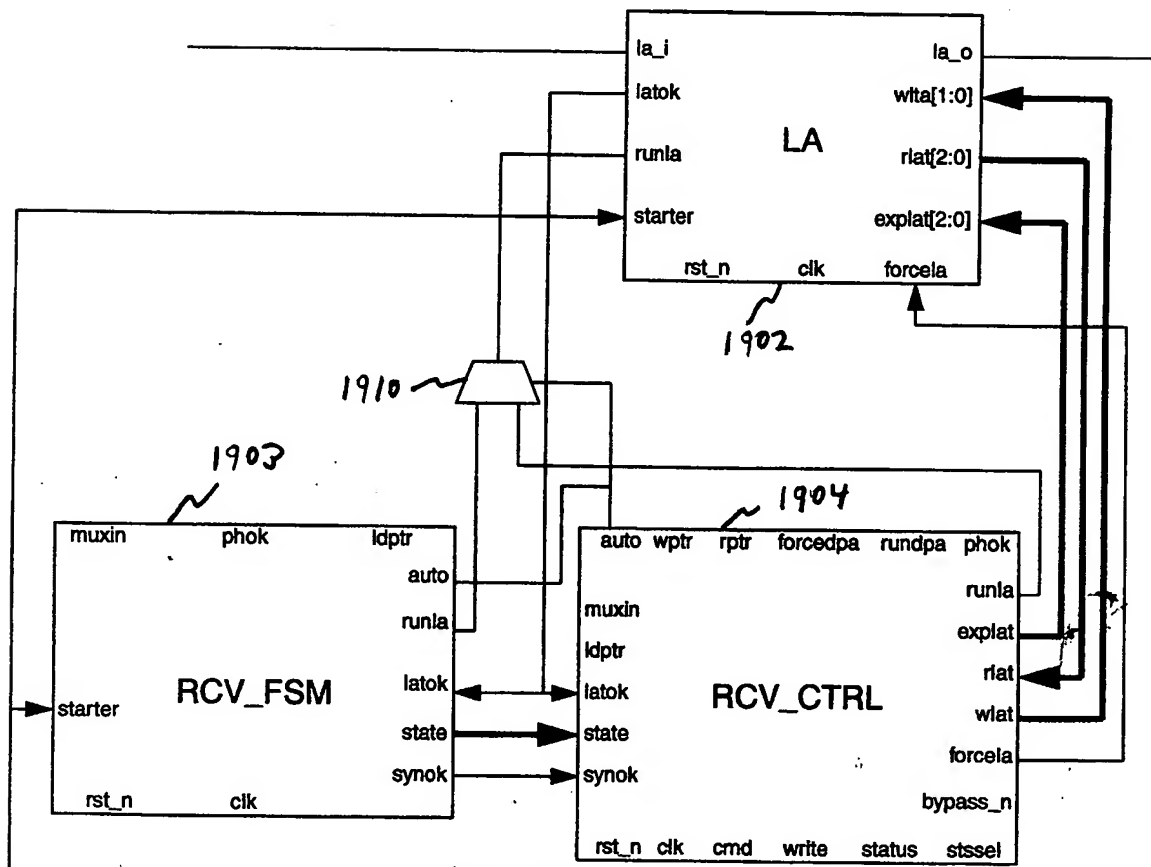 la_i la_o
latok wlta[1:0]
LA
runla rlat[2:0]
starter explat[2:0]
rst_n clk forcela
1902
1910
1903
1904
muxin phok ldptr
auto
runla
RCV_FSM
latok
starter
state
synok
rst_n clk
auto wptr rptr forcedpa rundpa phok
runla
muxin
explat
ldptr
rlat
latok
RCV_CTRL
wlat
state
forcela
synok
bypass_n
rst_n clk cmd write status stssel